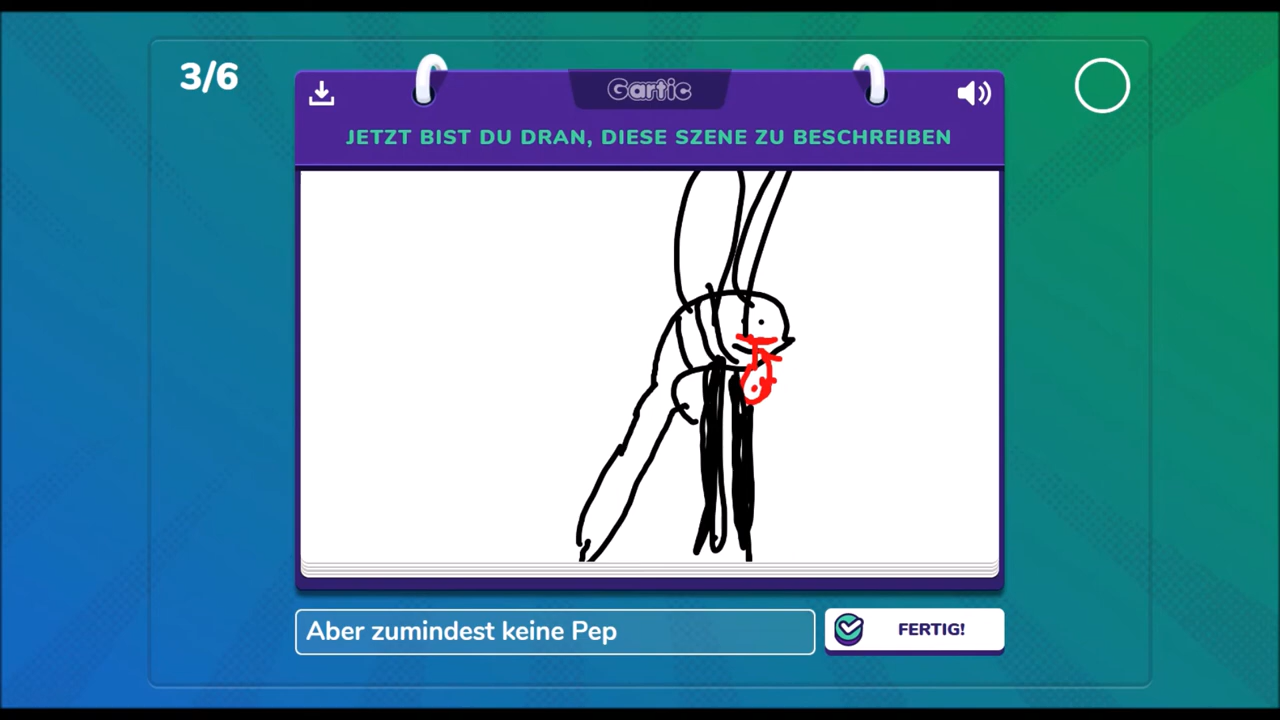 3/6
Gartic
JETZT BIST DU DRAN, DIESE SZENE ZU BESCHREIBEN
Aber zumindest keine Pep
FERTIG!